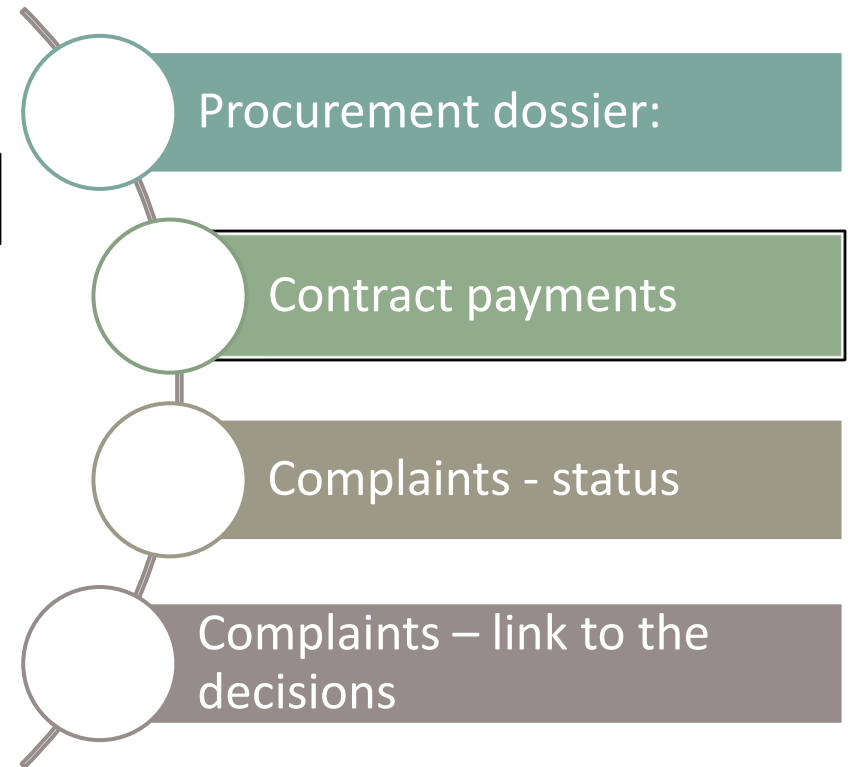 Procurement dossier:
Contract payments
Complaints - status
Complaints – link to the
decisions